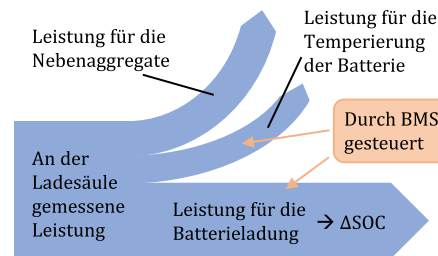 Leistung für die
Nebenaggregate
Leistung für die
Temperierung
der Batterie
Durch BMS
gesteuert
An der
Ladesäule
gemessene
Leistung
Leistung für die
Batterieladung
→ ΔSOC